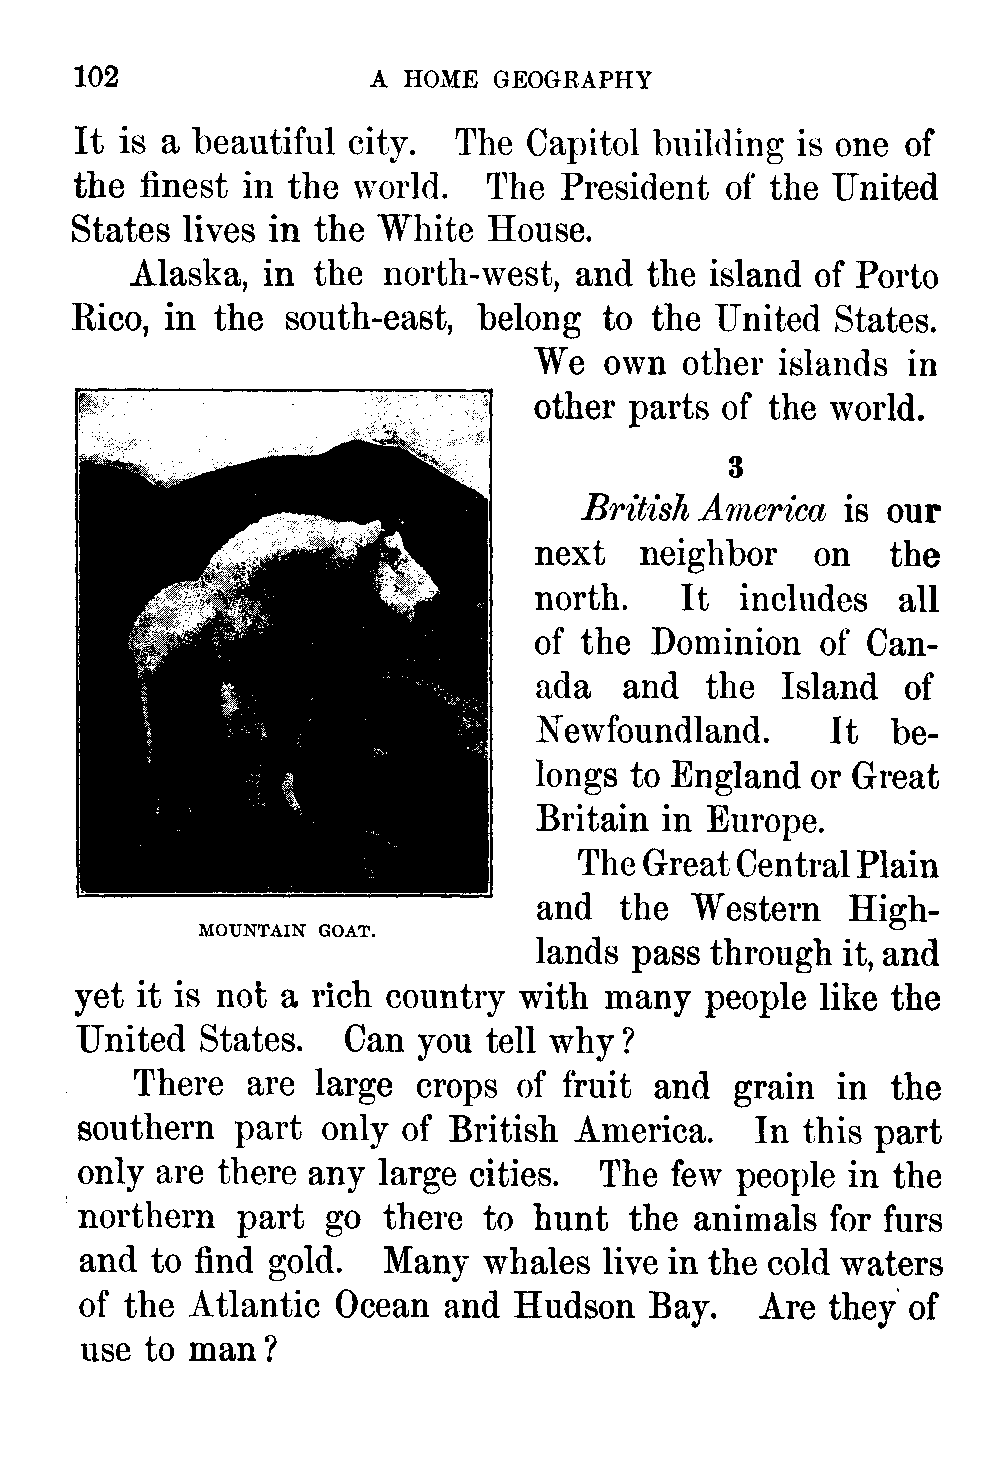 102 A HOME GEOGRAPHY
It is a beautiful city. The Capitol building is one of
the finest in the world. The President of the United
States lives in the White House.
Alaska, in the north-west, and the island of Porto
Rico, in the south-east, belong to the United States.
We own other islands in
other parts of the world.
3
British America is our
next neighbor on the
north. It includes all
of the Dominion of Can-
ada and the Island of
Newfoundland. It be-
longs to England or Great
Britain in Europe.
The Great Central Plain
and the Western High-
lands pass through it, and
MOUNTAIN GOAT.
yet it is not a rich country with many people like the
United States. Can you tell why?
There are large crops of fruit and grain in the
southern part only of British America. In this part
only are there any large cities. The few people in the
northern part go there to hunt the animals for furs
and to find gold. Many whales live in the cold waters
of the Atlantic Ocean and Hudson Bay. Are they of
use to man?